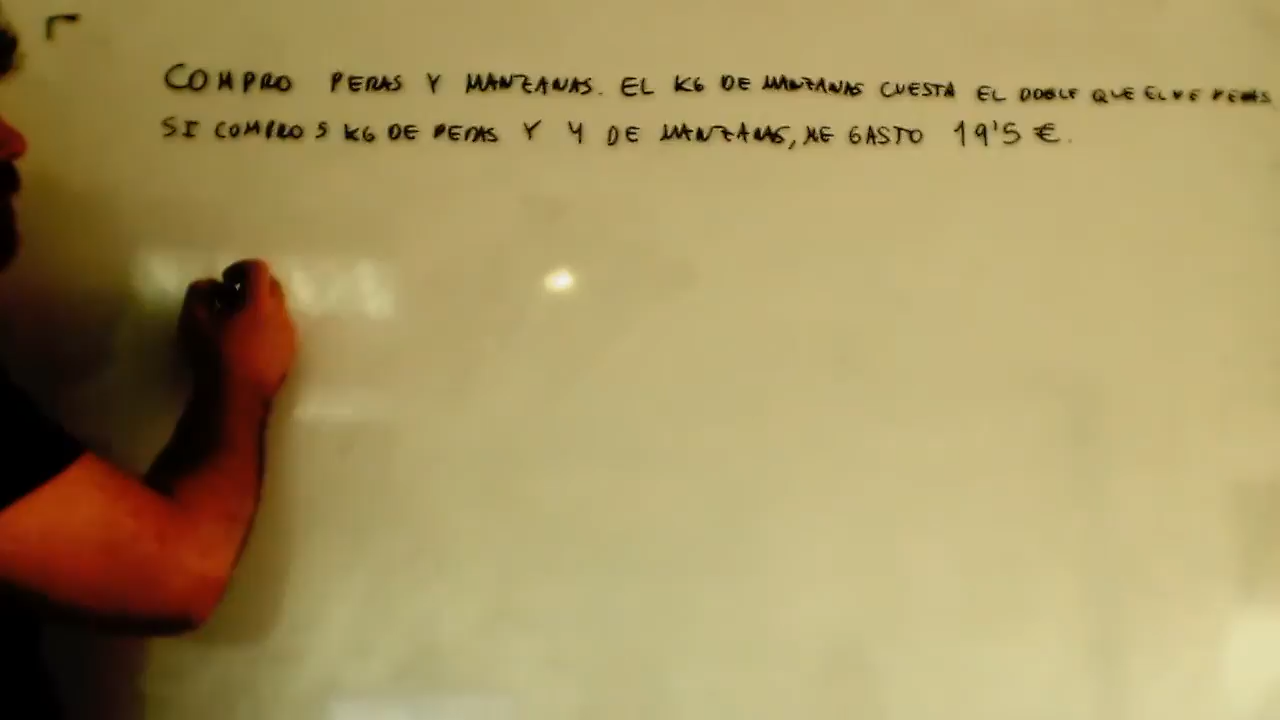 COMPRO PERAS Y MANZANAS. EL KG DE MANZANAS CUESTA EL DOBLE QUE EL DE PERAS.
SI COMPRO 5 KG DE PERAS Y 4 DE MANZANAS, ME GASTO 19'5 €.